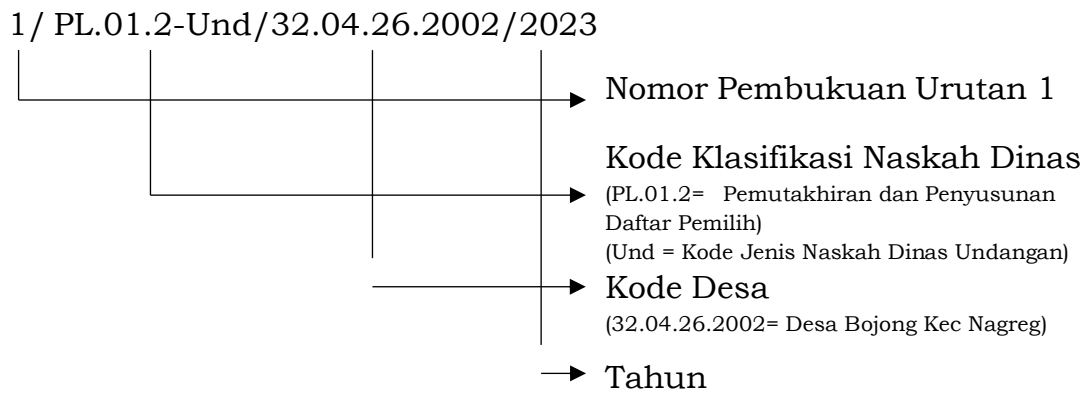 1/ PL.01.2-Und/32.04.26.2002/2023
Nomor Pembukuan Urutan 1
Kode Klasifikasi Naskah Dinas
(PL.01.2= Pemutakhiran dan Penyusunan
Daftar Pemilih)
(Und = Kode Jenis Naskah Dinas Undangan)
Kode Desa
(32.04.26.2002= Desa Bojong Kec Nagreg)
Tahun